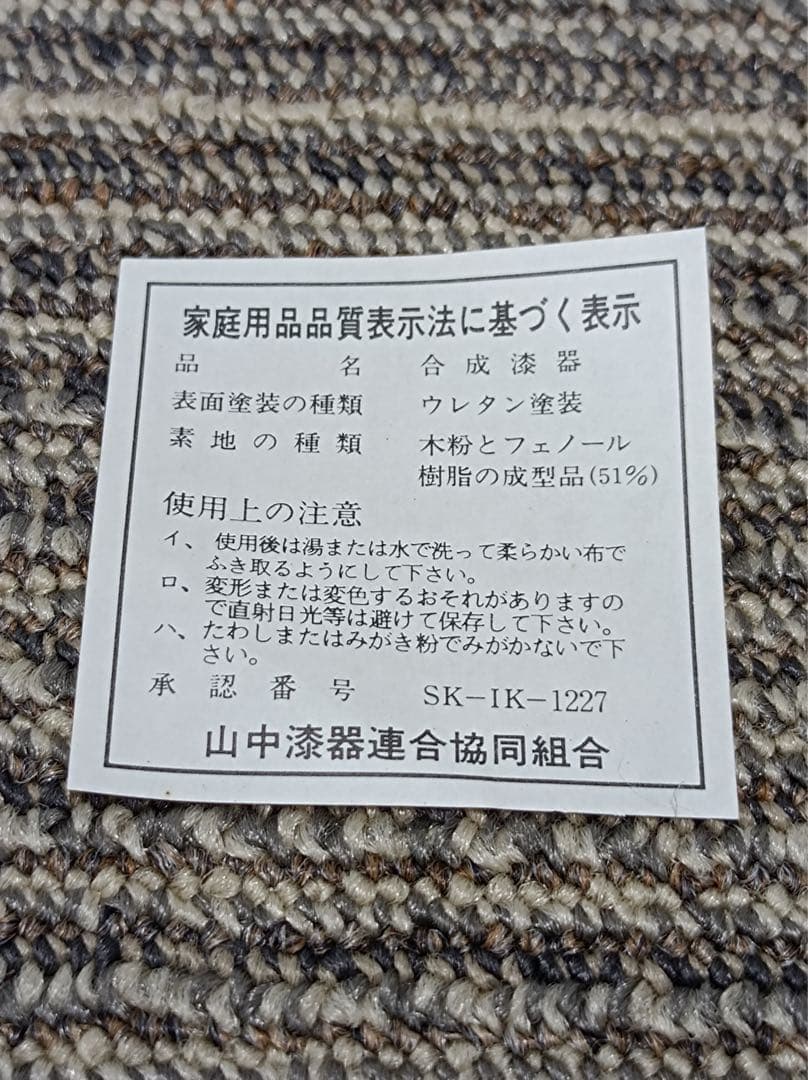 家庭用品品質表示法に基づく表示
品名 合成漆器
表面塗装の種類 ウレタン塗装
素地の種類 木粉とフェノール
樹脂の成型品(51%)
使用上の注意
イ、使用後は湯または水で洗って柔らかい布で
ふき取るようにして下さい。
ロ、変形または変色するおそれがありますの
で直射日光等は避けて保存して下さい。
ハ、たわしまたはみがき粉でみがかないで下
さい。
承認番号 SK-IK-1227
山中漆器連合協同組合